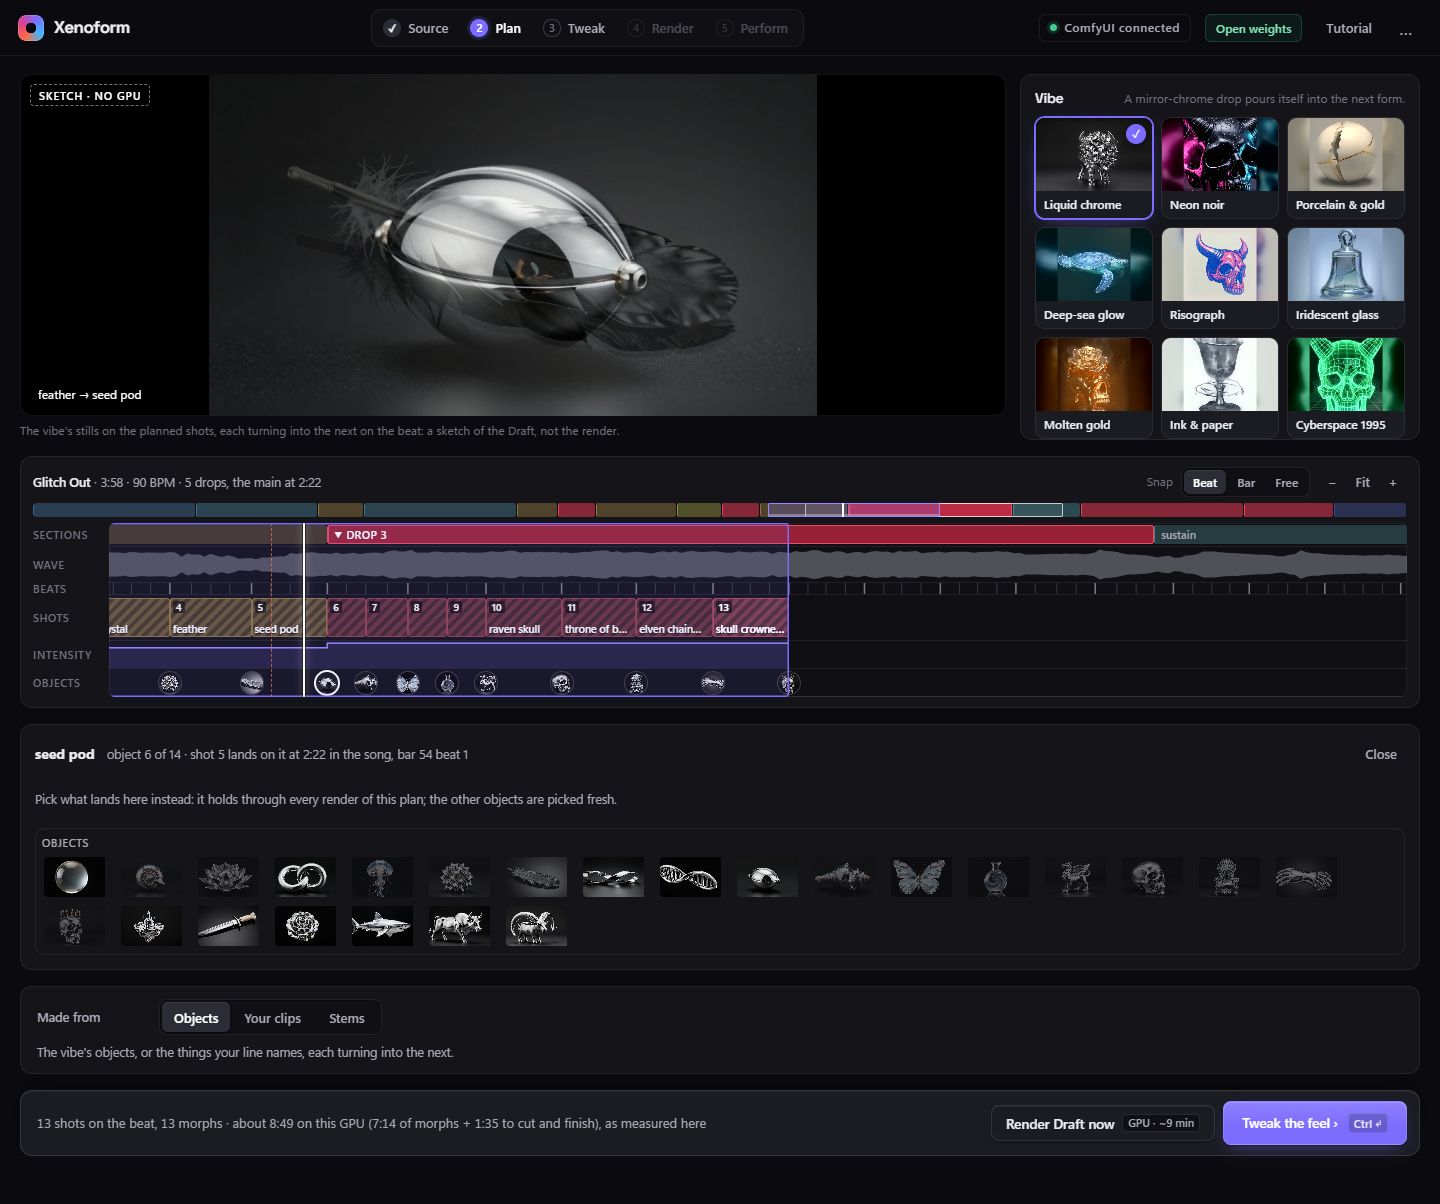 Xenoform
✓ Source
2 Plan
3 Tweak
4 Render
5 Perform
ComfyUI connected
Open weights
Tutorial
...
SKETCH · NO GPU
feather → seed pod
The vibe's stills on the planned shots, each turning into the next on the beat: a sketch of the Draft, not the render.
Vibe
A mirror-chrome drop pours itself into the next form.
Liquid chrome
Neon noir
Porcelain & gold
Deep-sea glow
Risograph
Iridescent glass
Molten gold
Ink & paper
Cyberspace 1995
Glitch Out · 3:58 · 90 BPM · 5 drops, the main at 2:22
Snap
Beat
Bar
Free
−
Fit
+
SECTIONS
▼ DROP 3
sustain
WAVE
BEATS
SHOTS
4
5
6
7
8
9
10
11
12
13
ystal
feather
seed pod
raven skull
throne of b...
elven chain...
skull crowne...
INTENSITY
OBJECTS
seed pod object 6 of 14 · shot 5 lands on it at 2:22 in the song, bar 54 beat 1
Close
Pick what lands here instead: it holds through every render of this plan; the other objects are picked fresh.
OBJECTS
Made from
Objects
Your clips
Stems
The vibe's objects, or the things your line names, each turning into the next.
13 shots on the beat, 13 morphs · about 8:49 on this GPU (7:14 of morphs + 1:35 to cut and finish), as measured here
Render Draft now GPU · ~9 min
Tweak the feel › Ctrl ↵